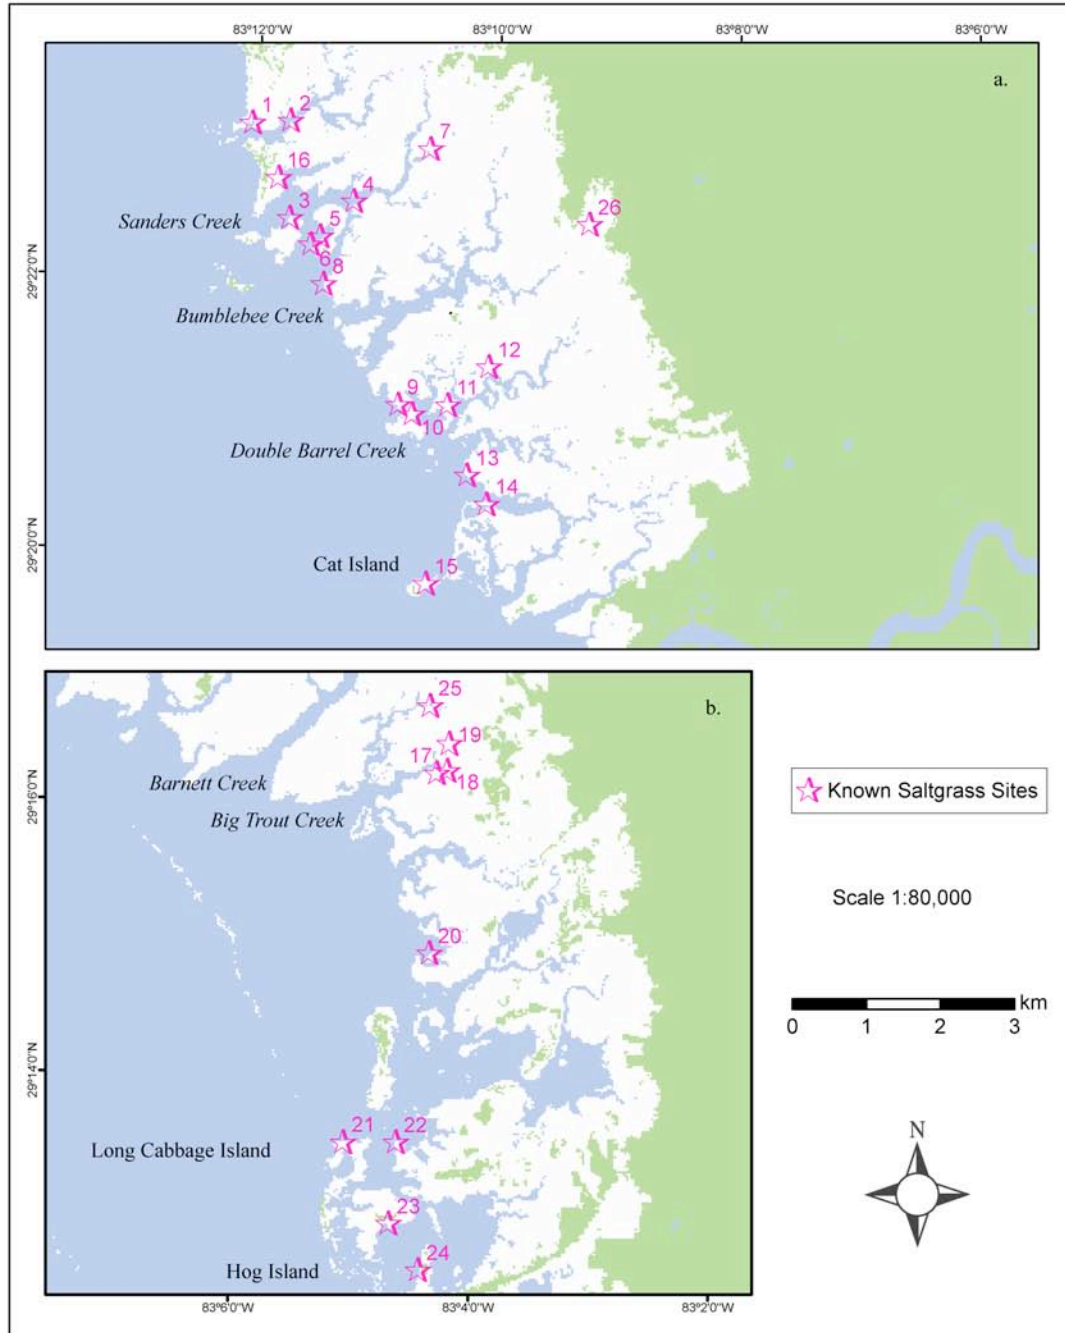 83°12'0"W 83°10'0"W 83°8'0"W 83°6'0"W
a.
1 2
7
16
4
3
Sanders Creek
5
26
6
8
29°22'0"N
Bumblebee Creek
12
9 11
10
Double Barrel Creek
13
14
29°20'0"N
Cat Island
15
25
b.
19
17
18
Barnett Creek
29°16'0"N
Big Trout Creek
Known Saltgrass Sites
Scale 1:80,000
20
km
0 1 2 3
29°14'0"N
21 22
Long Cabbage Island
N
23
24
Hog Island
83°6'0"W 83°4'0"W 83°2'0"W